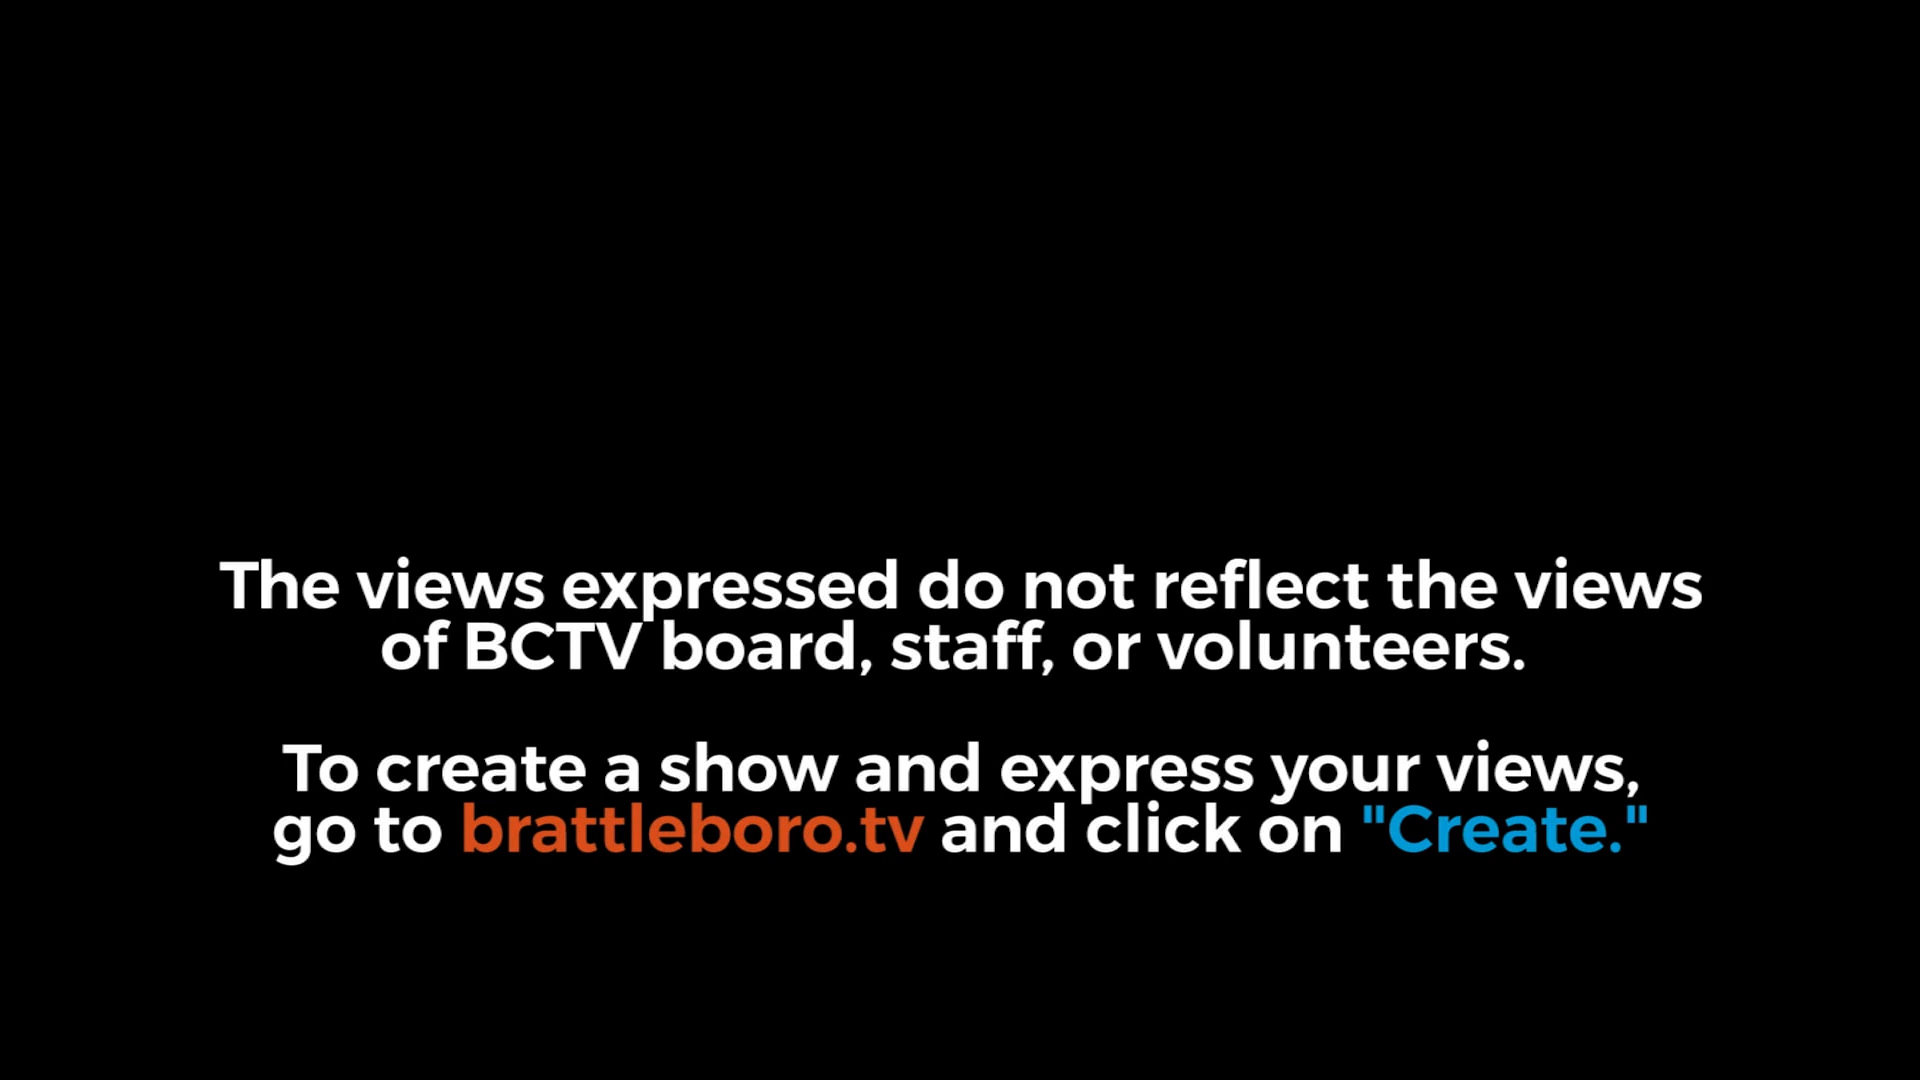 The views expressed do not reflect the views
of BCTV board, staff, or volunteers.
To create a show and express your views,
go to brattleboro.tv and click on "Create."